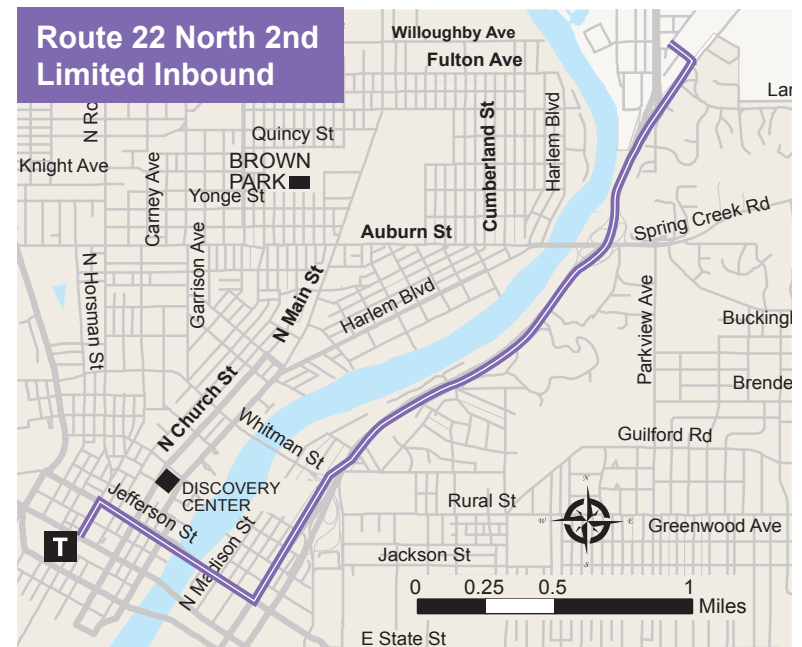 Route 22 North 2nd
Limited Inbound
Willoughby Ave
Fulton Ave
Lar
N Ro
Quincy St
Knight Ave
BROWN
PARK
Carney Ave
Yonge St
Cumberland St
Harlem Blvd
Garrison Ave
Auburn St
Spring Creek Rd
N Horsman St
N Main St
Harlem Blvd
Parkview Ave
Buckingh
Brende
N Church St
Whitman St
Guilford Rd
DISCOVERY
CENTER
Jefferson St
Rural St
N
W
E
S
Greenwood Ave
T
N Madison St
Jackson St
0 0.25 0.5 1
Miles
E State St